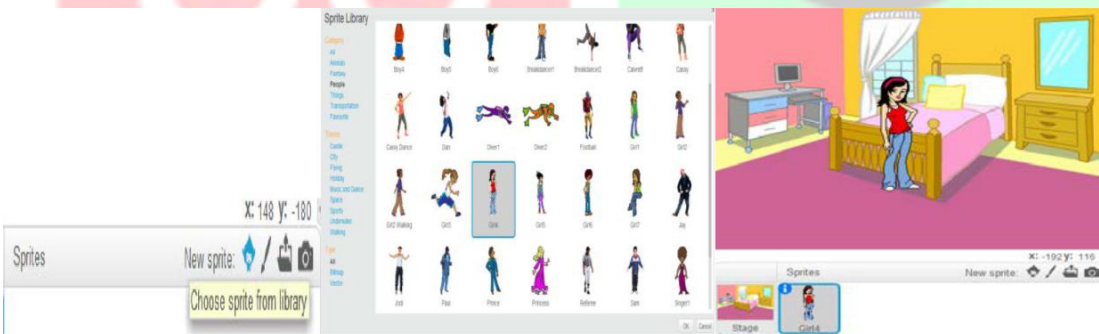 x: 148 y: -180
Sprites
New sprite:
Choose sprite from library
Sprite Library
Category
All
Animals
Fantasy
People
Things
Transportation
Theme
Castle
City
Flying
Holiday
Music and Dance
Space
Sports
Underwater
Walking
Type
All
Bitmap
Vector
Boy4 Boy5 Boy6 Breakdancer1 Breakdancer2 Calvrett Casey
Casey Dance Dan Diver1 Diver2 Football Girl1 Girl2
Girl2 Walking Girl3 Girl4 Girl5 Girl6 Girl7 Jay
Jodi Paul Prince Princess Referee Sam Singer1
OK Cancel
X: -192 y: 116
Sprites
New sprite:
Stage
Girl4